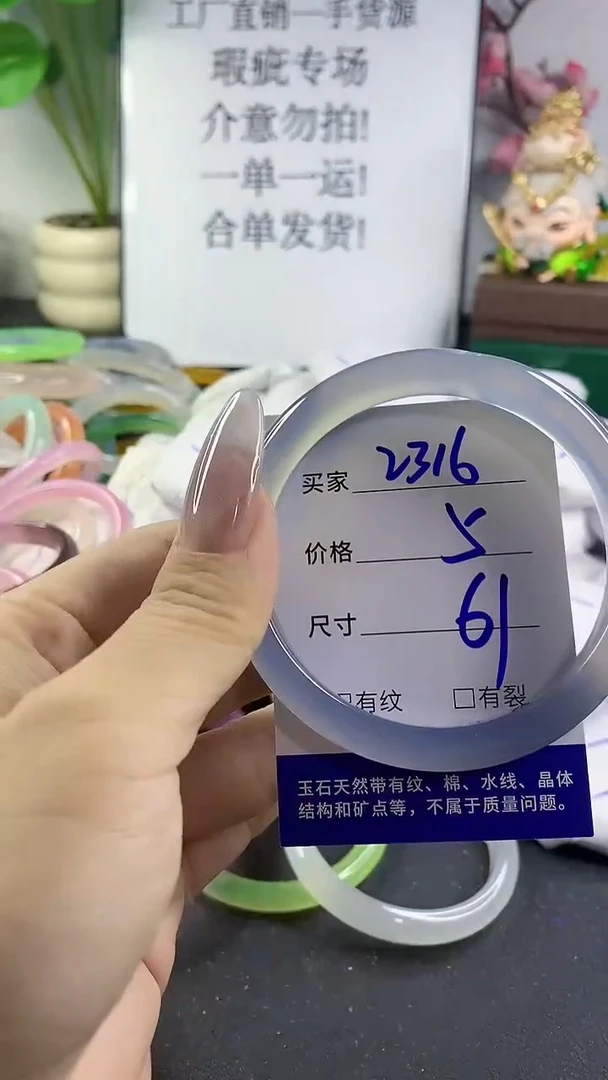 工厂直销一手货源
瑕疵专场
介意勿拍!
一单一运!
合单发货!
买家 2316
价格 5
尺寸 61
□有纹 □有裂
玉石天然带有纹、棉、水线、晶体
结构和矿点等，不属于质量问题。